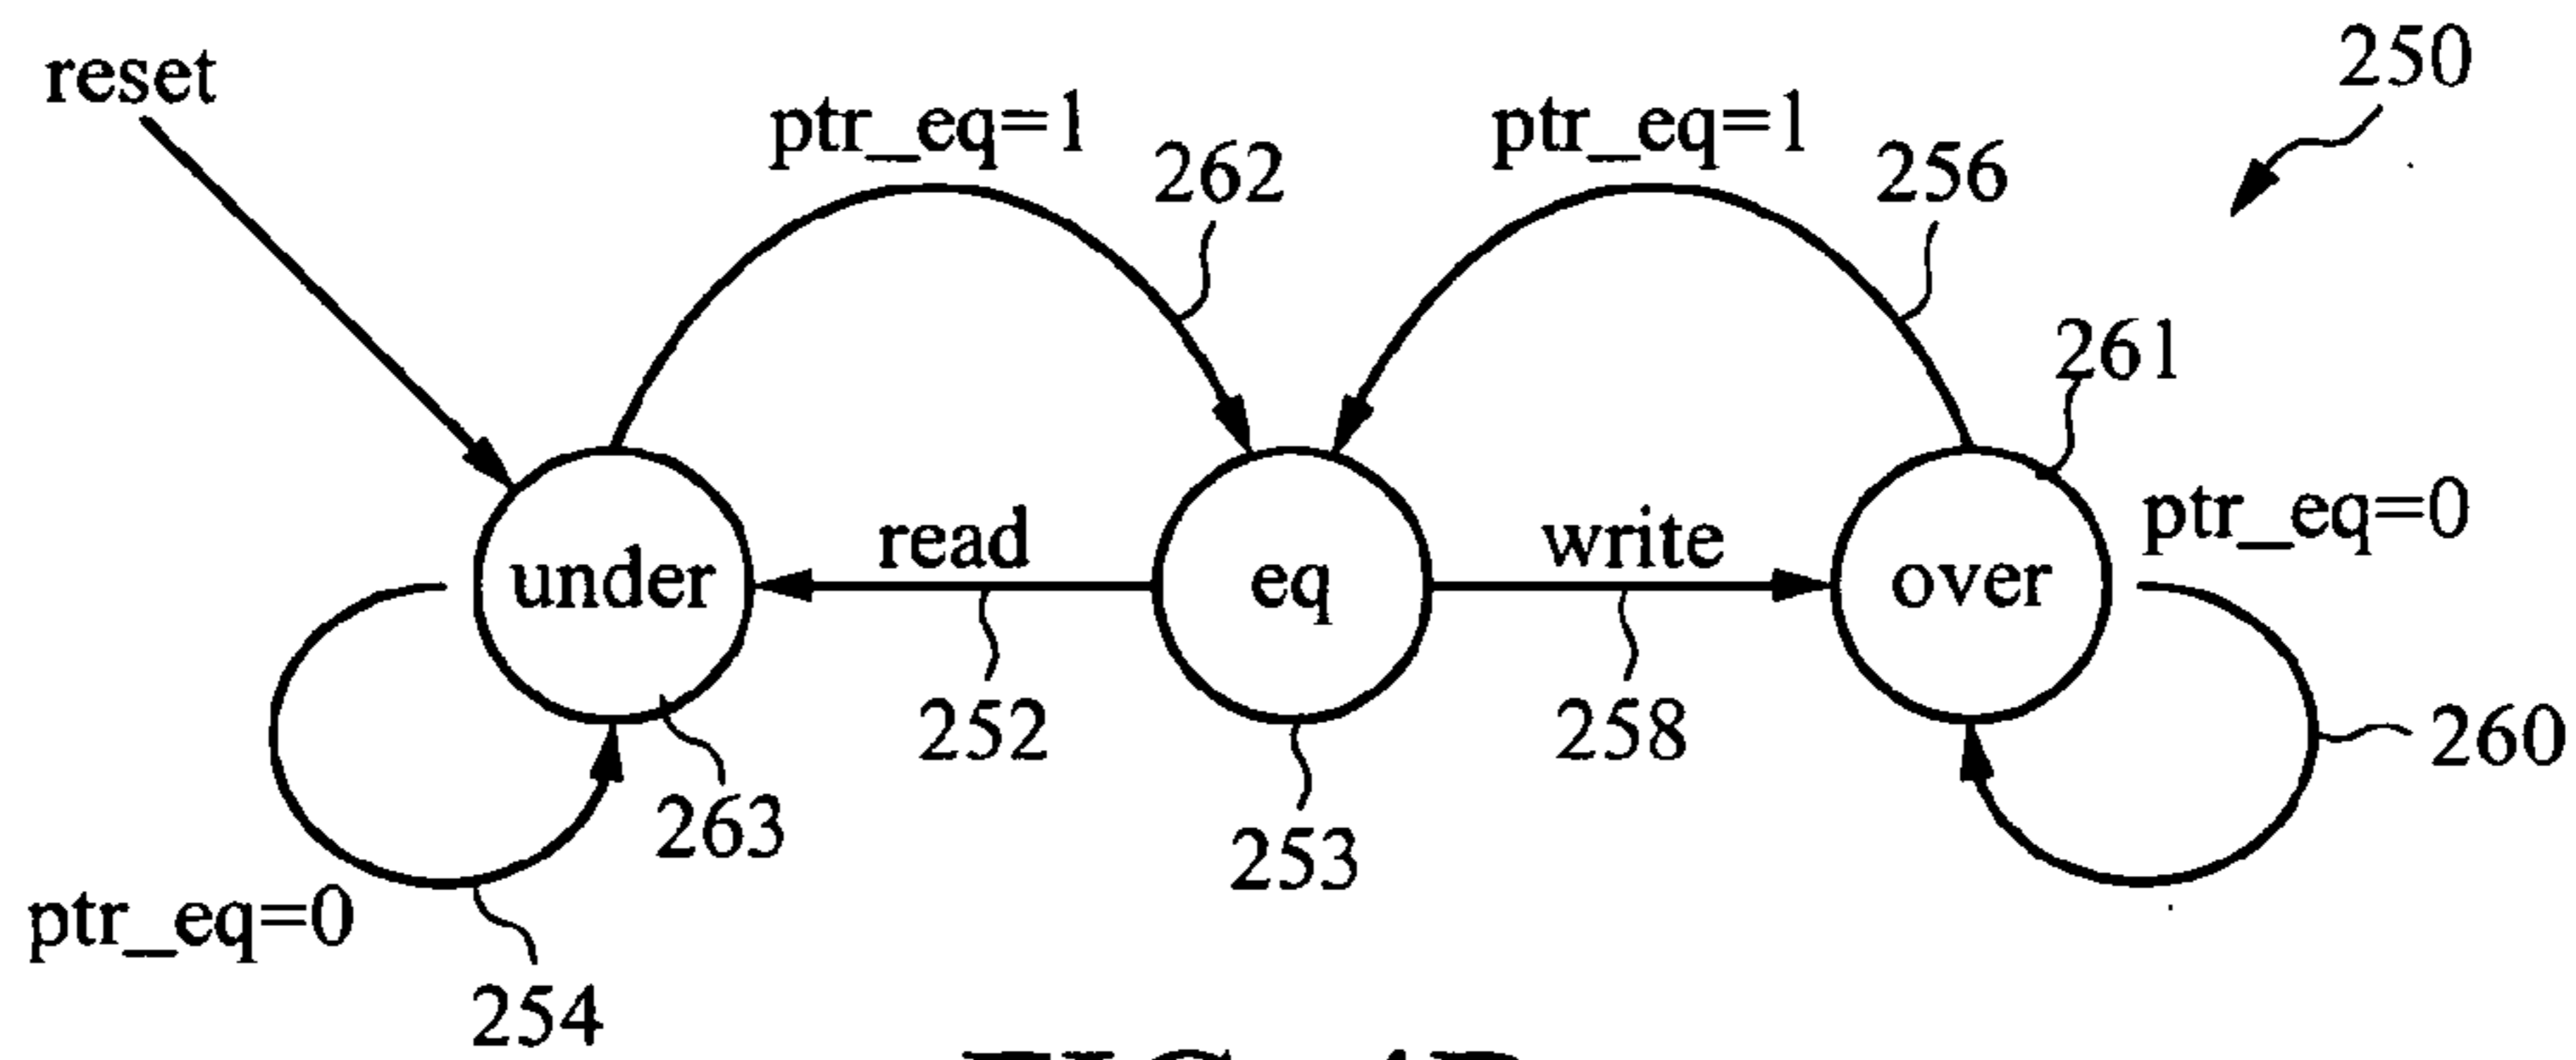 reset
250
ptr_eq=1
262
ptr_eq=1
256
261
ptr_eq=0
under
read
eq
write
over
252
258
260
263
253
ptr_eq=0
254